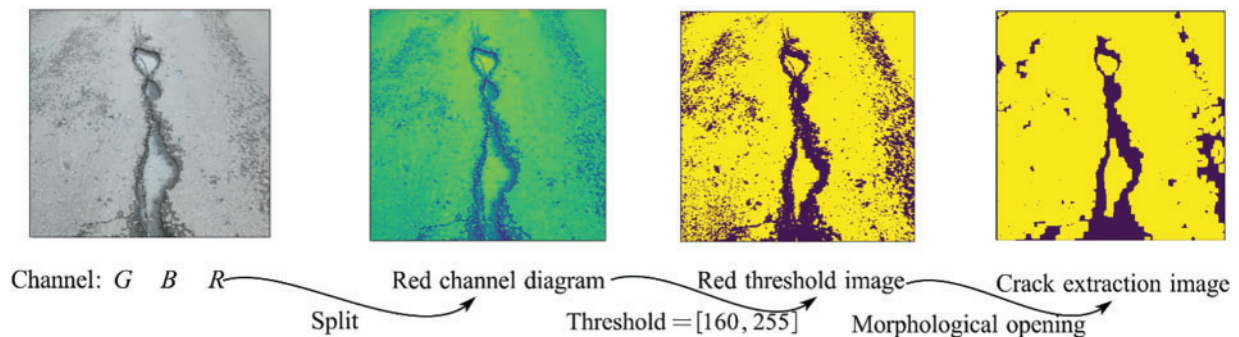 Channel: G B R
Red channel diagram
Red threshold image
Crack extraction image
Split
Threshold=[160, 255]
Morphological opening